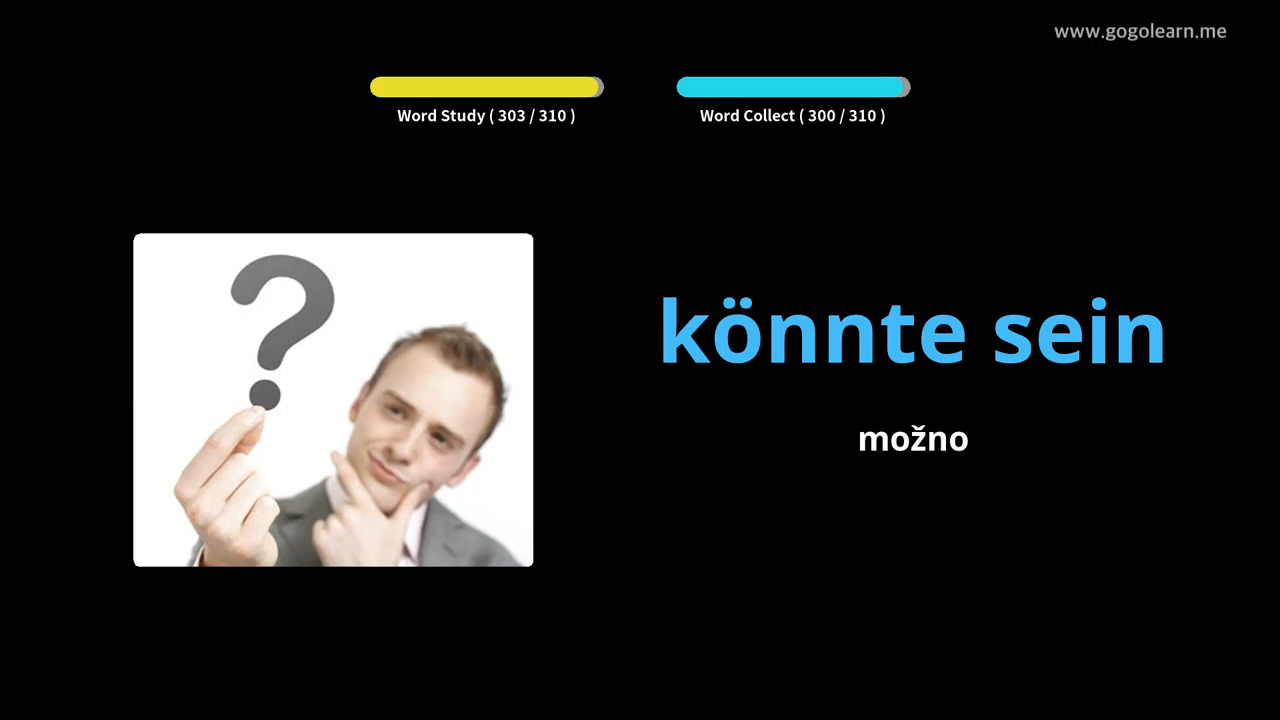 www.gogolearn.me
Word Study ( 303 / 310 )
Word Collect ( 300 / 310 )
könnte sein
možno